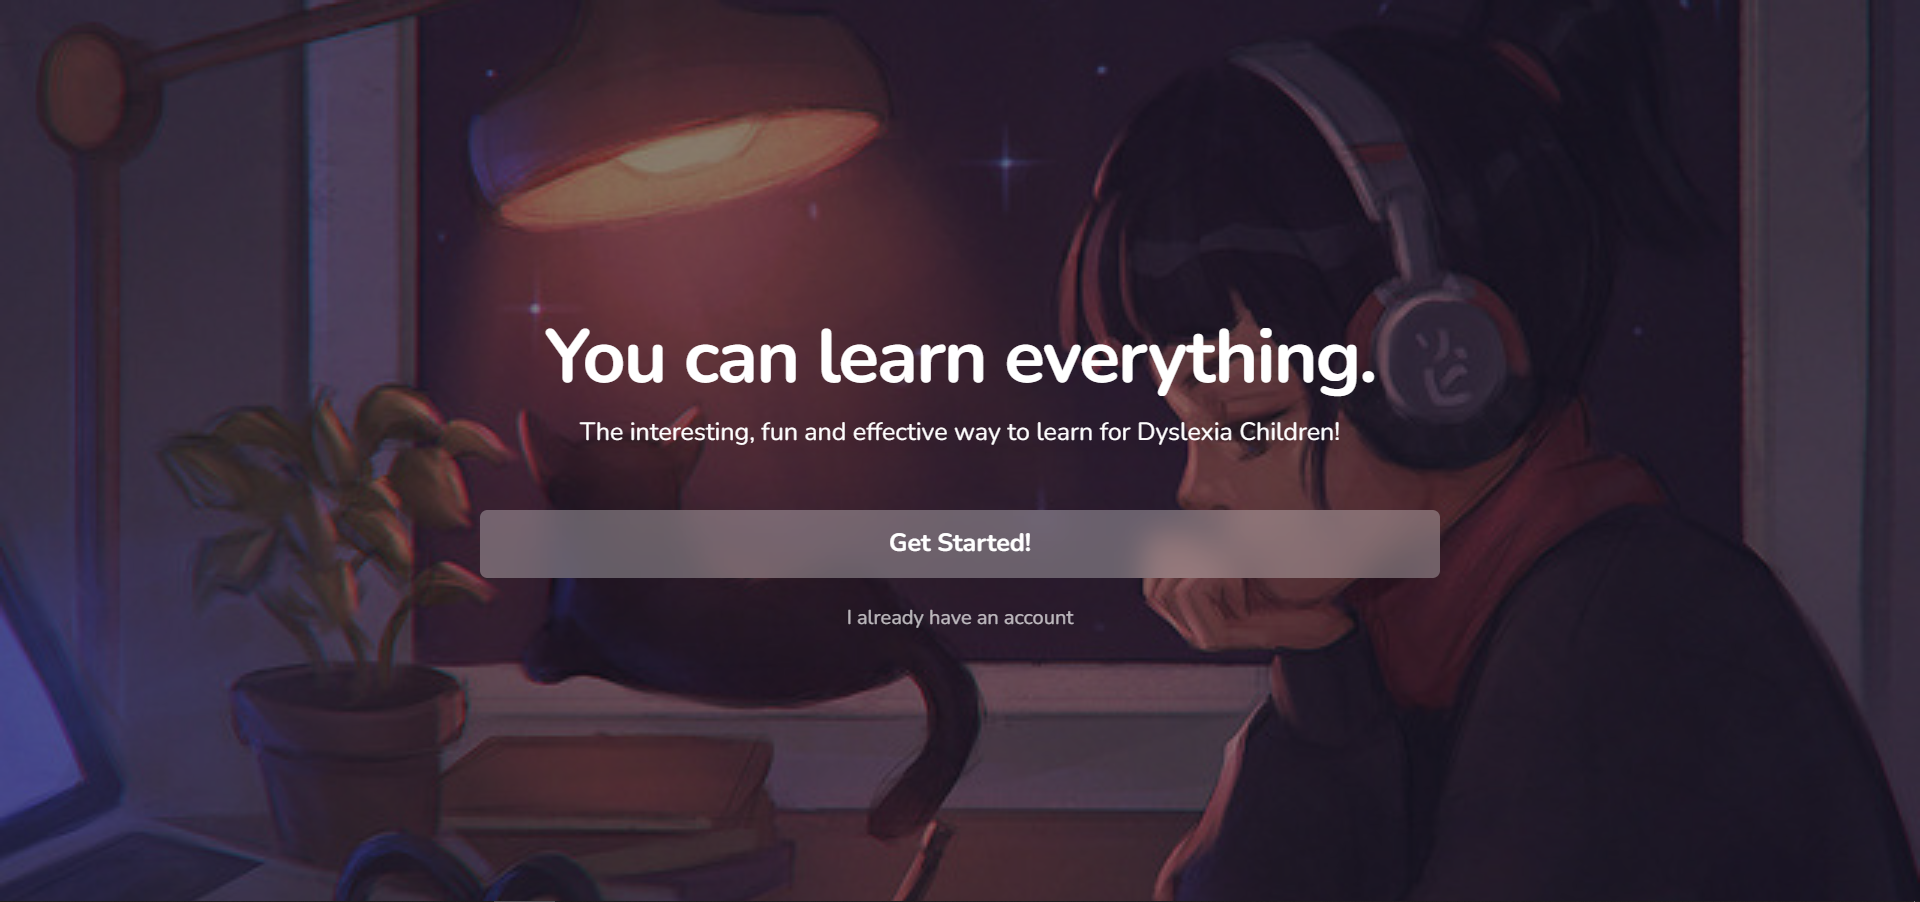 You can learn everything.
The interesting, fun and effective way to learn for Dyslexia Children!
Get Started!
I already have an account